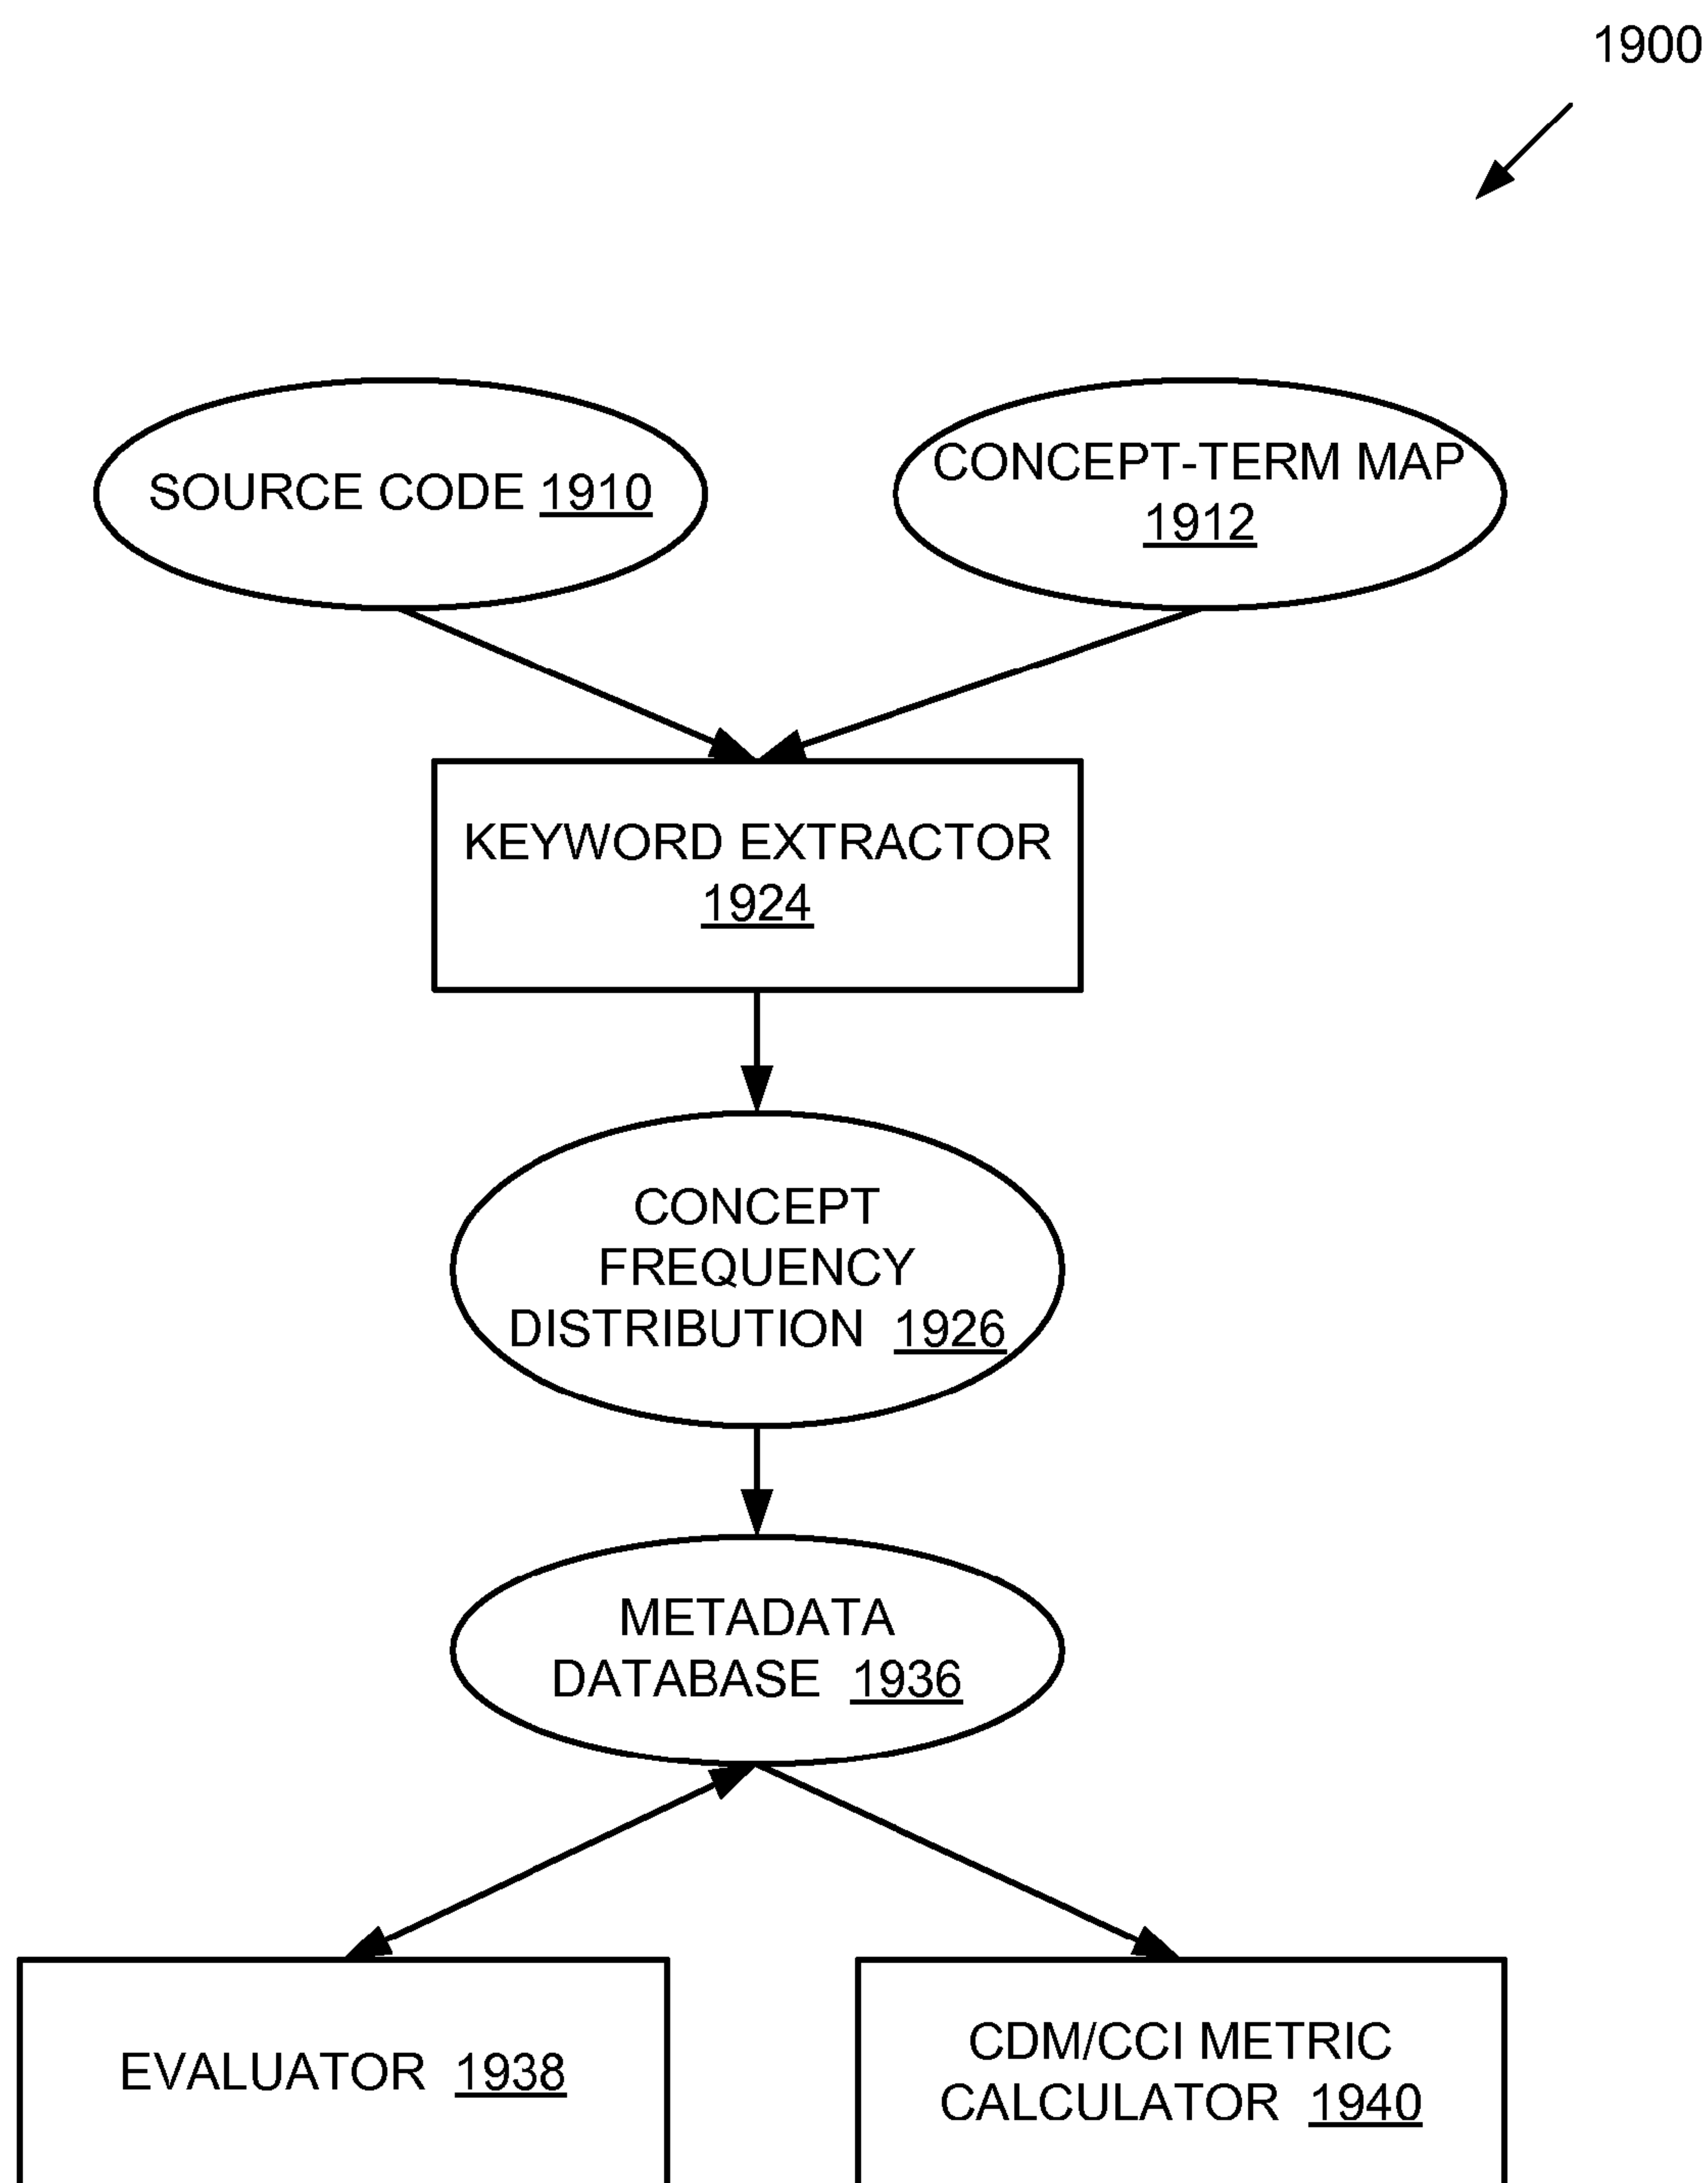 1900
SOURCE CODE 1910
CONCEPT-TERM MAP
1912
KEYWORD EXTRACTOR
1924
CONCEPT
FREQUENCY
DISTRIBUTION 1926
METADATA
DATABASE 1936
EVALUATOR 1938
CDM/CCI METRIC
CALCULATOR 1940